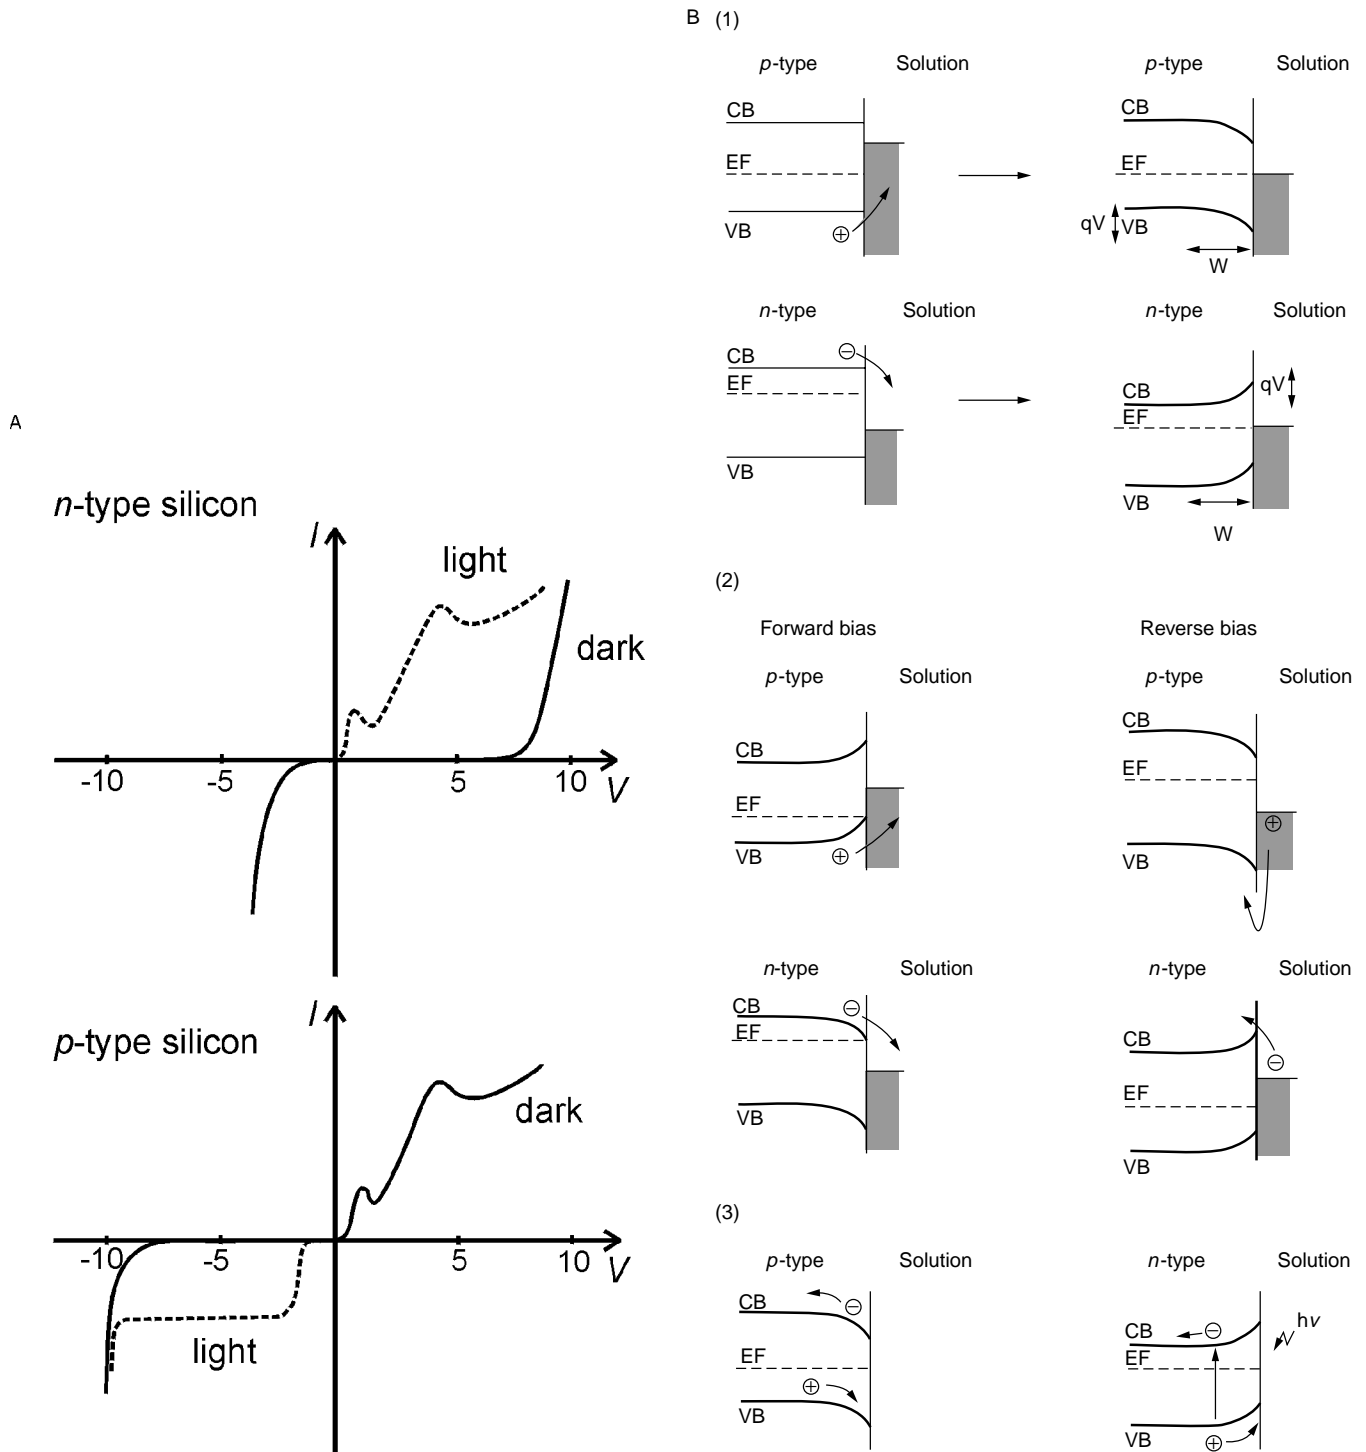 A
n-type silicon
I
light
dark
-10 -5 5 10
V
p-type silicon
I
dark
-10 -5 5 10
V
light
B (1)
p-type Solution
CB
EF
VB
p-type Solution
CB
EF
qV VB
W
n-type Solution
CB
EF
VB
n-type Solution
CB qV
EF
VB
W
(2)
Forward bias Reverse bias
p-type Solution
CB
EF
VB
p-type Solution
CB
EF
VB
n-type Solution
CB
EF
VB
n-type Solution
CB
EF
VB
(3)
p-type Solution
CB
EF
VB
n-type Solution
hν
CB
EF
VB